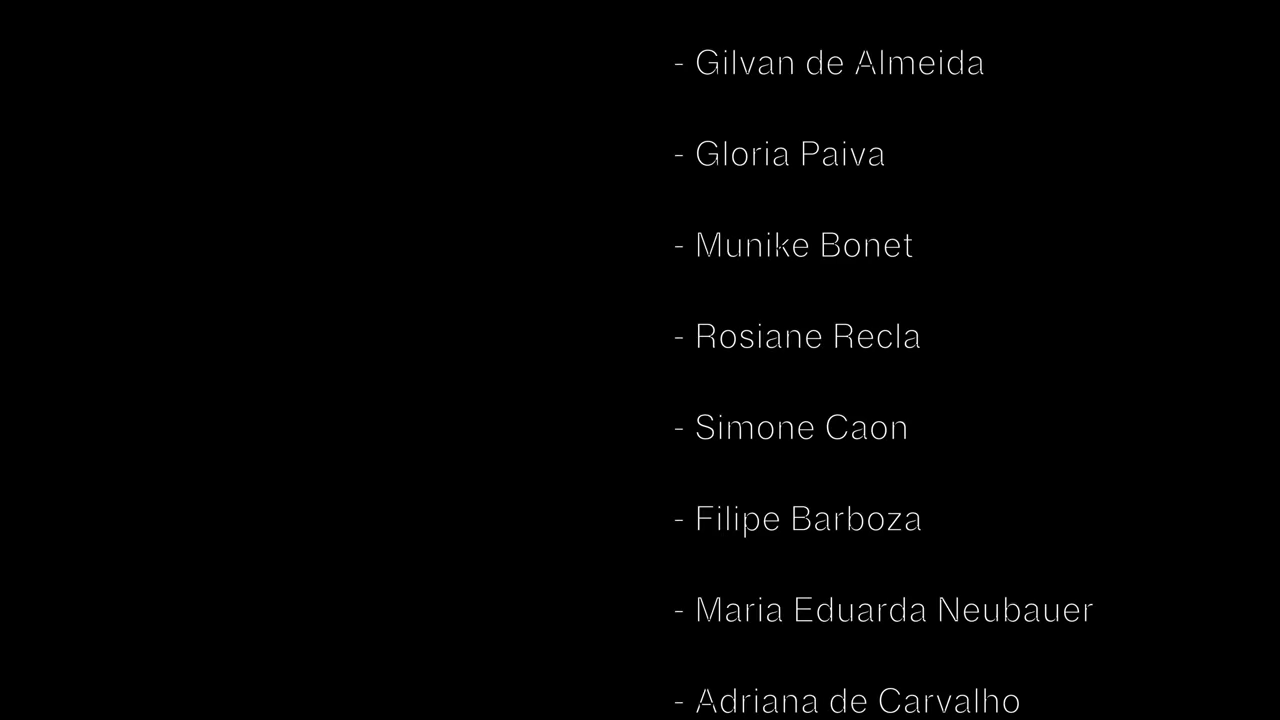 - Gilvan de Almeida
- Gloria Paiva
- Munike Bonet
- Rosiane Recla
- Simone Caon
- Filipe Barboza
- Maria Eduarda Neubauer
- Adriana de Carvalho